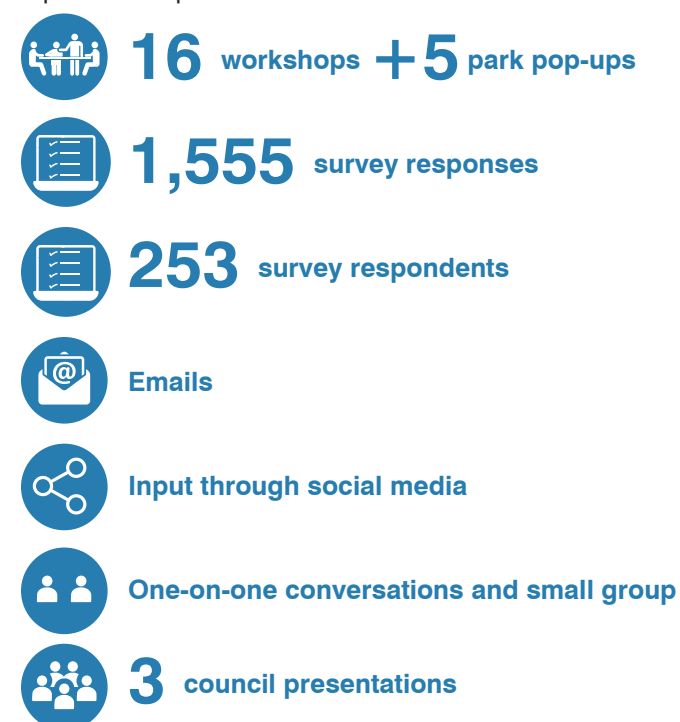 16 workshops + 5 park pop-ups
1,555 survey responses
253 survey respondents
@
Emails
Input through social media
One-on-one conversations and small group
3 council presentations